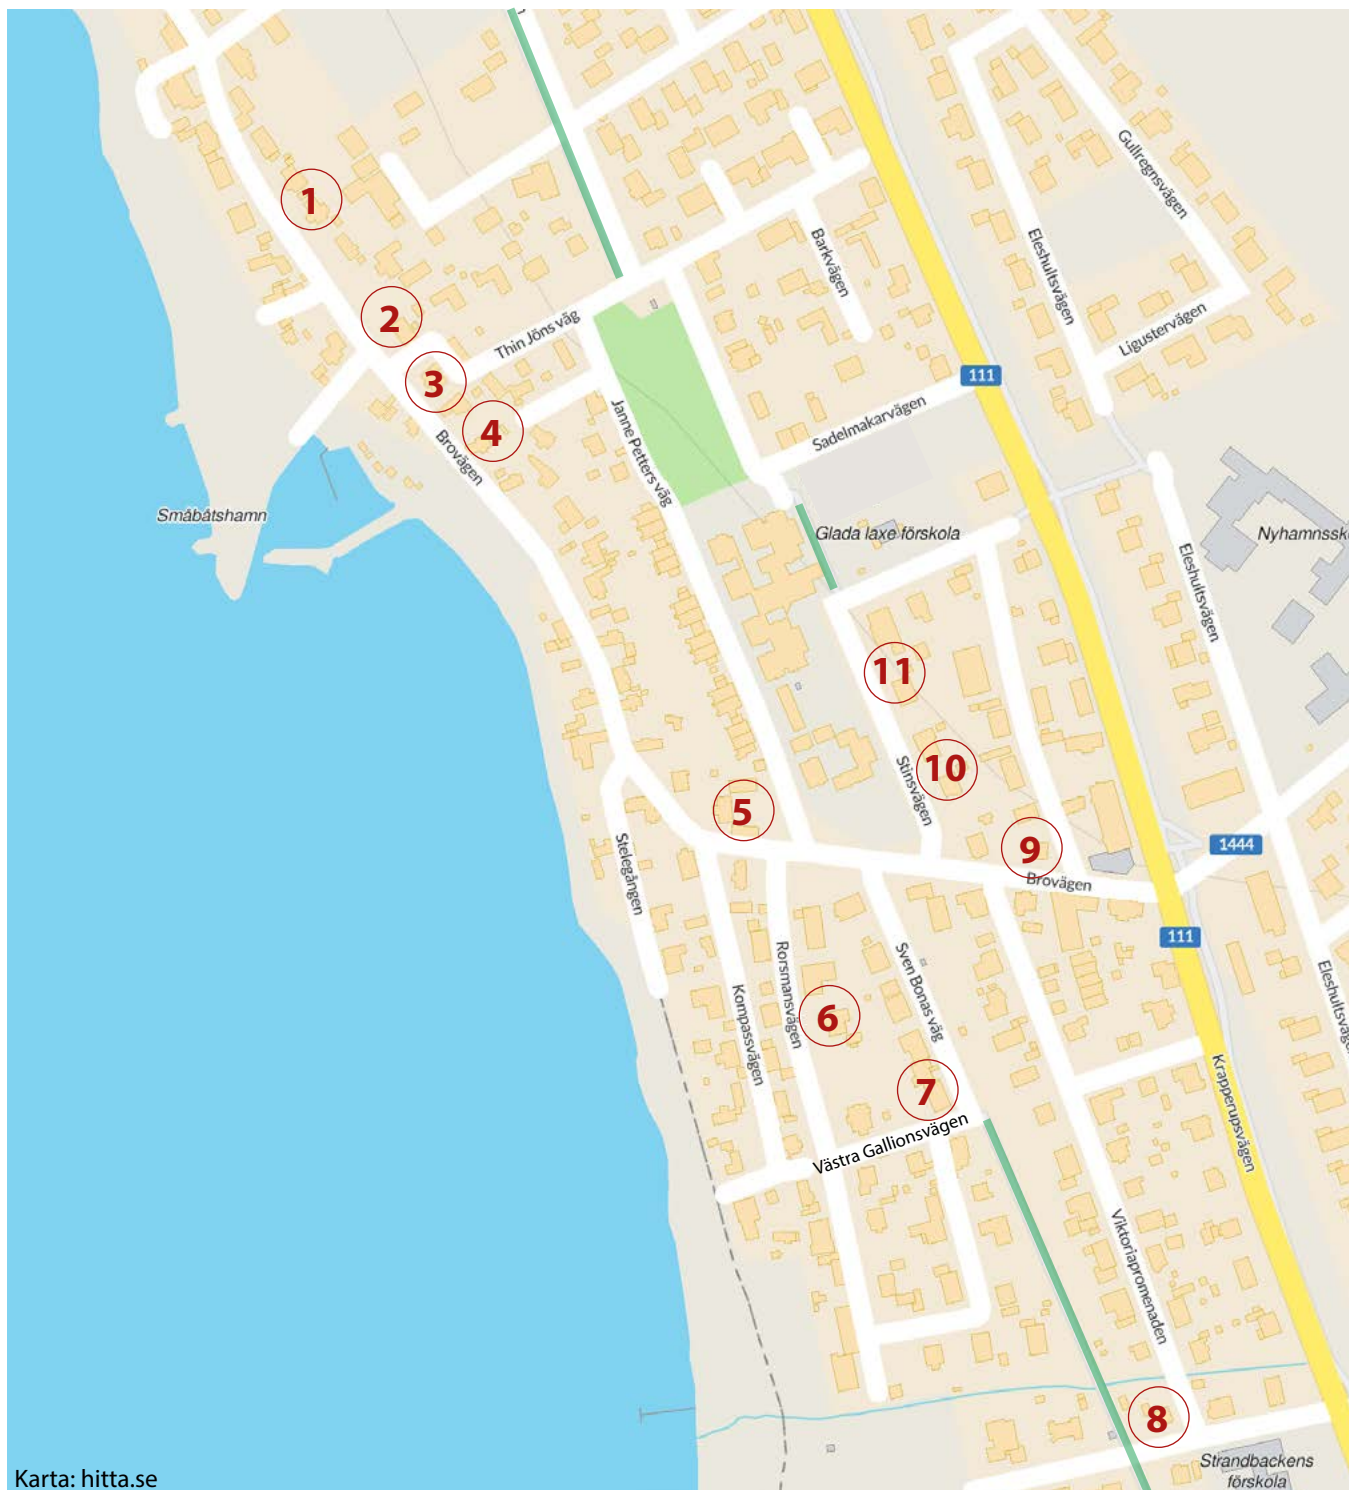 Gullregnsvägen
1
Eleshultsvägen
Barkvägen
2
Thin Jöns väg
Ligustervägen
3
111
4
Janne Petters väg
Sadelmakarvägen
Brovägen
Småbåtshamn
Glada laxe förskola
Nyhamnssk
Eleshultsvägen
11
10
Stinsvägen
5
9
1444
Stelegången
Brovägen
111
Rorsmansvägen
Sven Bonas väg
Kompassvägen
6
Eleshultsvägen
7
Krapperupsvägen
Västra Gallionsvägen
Viktoriapromenaden
8
Strandbackens
förskola
Karta: hitta.se